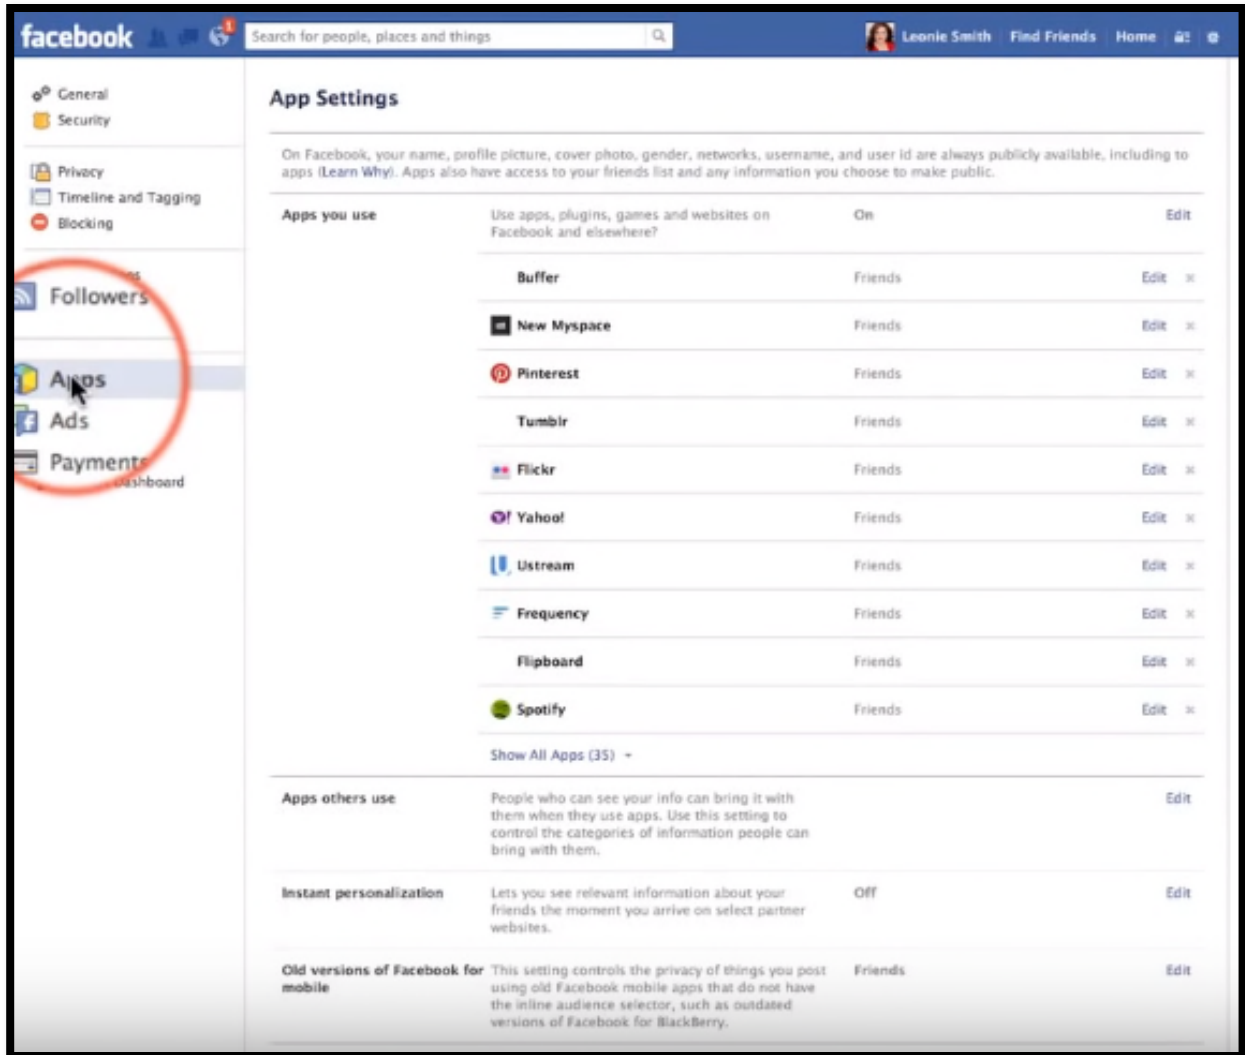 facebook
1
Search for people, places and things
Leonie Smith Find Friends Home
General
Security
Privacy
Timeline and Tagging
Blocking
Followers
Apps
Ads
Payments
Dashboard
App Settings
On Facebook, your name, profile picture, cover photo, gender, networks, username, and user id are always publicly available, including to
apps (Learn Why). Apps also have access to your friends list and any information you choose to make public.
Apps you use Use apps, plugins, games and websites on On Edit
Facebook and elsewhere?
Buffer Friends Edit ×
New Myspace Friends Edit ×
Pinterest Friends Edit ×
Tumblr Friends Edit ×
Flickr Friends Edit ×
Yahoo! Friends Edit ×
Ustream Friends Edit ×
Frequency Friends Edit ×
Flipboard Friends Edit ×
Spotify Friends Edit ×
Show All Apps (35)
Apps others use People who can see your info can bring it with Edit
them when they use apps. Use this setting to
control the categories of information people can
bring with them.
Instant personalization Lets you see relevant information about your Off Edit
friends the moment you arrive on select partner
websites.
Old versions of Facebook for This setting controls the privacy of things you post Friends Edit
mobile using old Facebook mobile apps that do not have
the inline audience selector, such as outdated
versions of Facebook for BlackBerry.